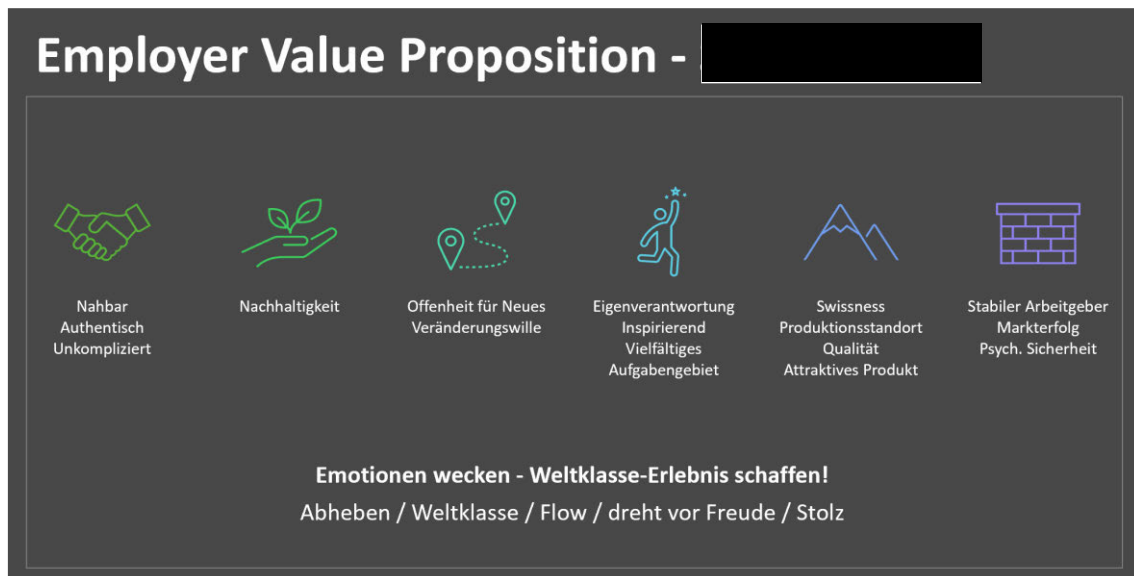 Employer Value Proposition -
Nahbar
Authentisch
Unkompliziert
Nachhaltigkeit
Offenheit für Neues
Veränderungswille
Eigenverantwortung
Inspirierend
Vielfältiges
Aufgabengebiet
Swissness
Produktionsstandort
Qualität
Attraktives Produkt
Stabiler Arbeitgeber
Markterfolg
Psych. Sicherheit
Emotionen wecken - Weltklasse-Erlebnis schaffen!
Abheben / Weltklasse / Flow / dreht vor Freude / Stolz